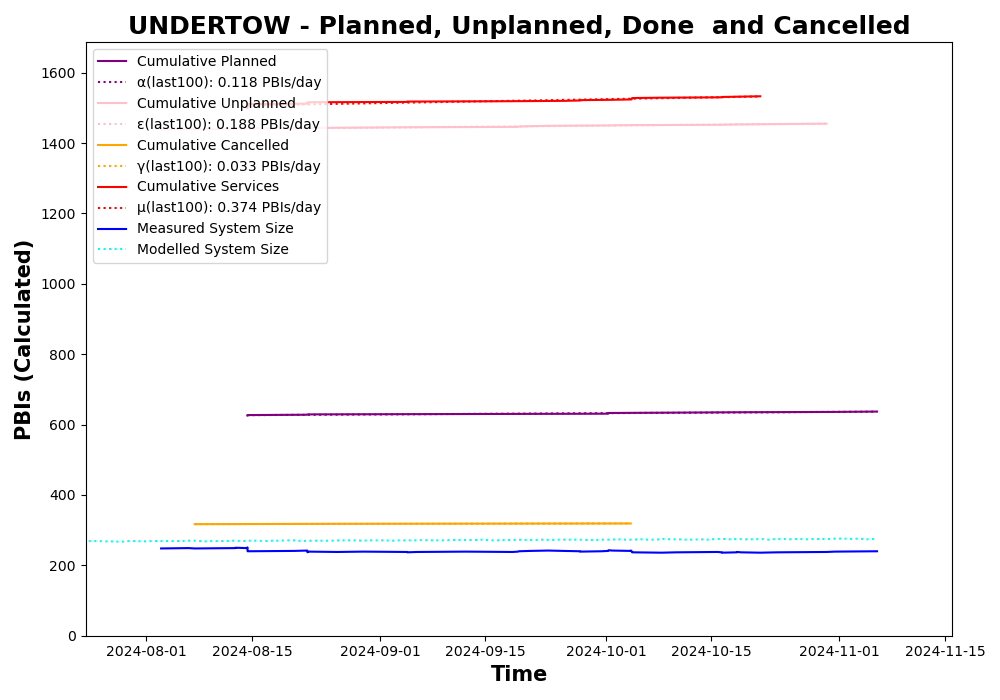 UNDERTOW - Planned, Unplanned, Done  and Cancelled
PBIs (Calculated)
1600
1400
1200
1000
800
600
400
200
0
Cumulative Planned
α(last100): 0.118 PBIs/day
Cumulative Unplanned
ε(last100): 0.188 PBIs/day
Cumulative Cancelled
γ(last100): 0.033 PBIs/day
Cumulative Services
μ(last100): 0.374 PBIs/day
Measured System Size
Modelled System Size
2024-08-01 2024-08-15 2024-09-01 2024-09-15 2024-10-01 2024-10-15 2024-11-01 2024-11-15
Time